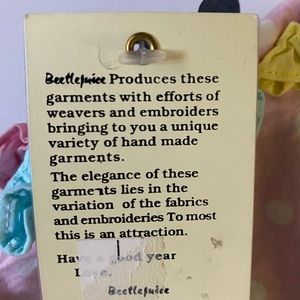 Beetlejuice Produces these
garments with efforts of
weavers and embroiders
bringing to you a unique
variety of hand made
garments.
The elegance of these
garments lies in the
variation of the fabrics
and embroideries To most
this is an attraction.
Have a good year
Love,
Beetlejuice